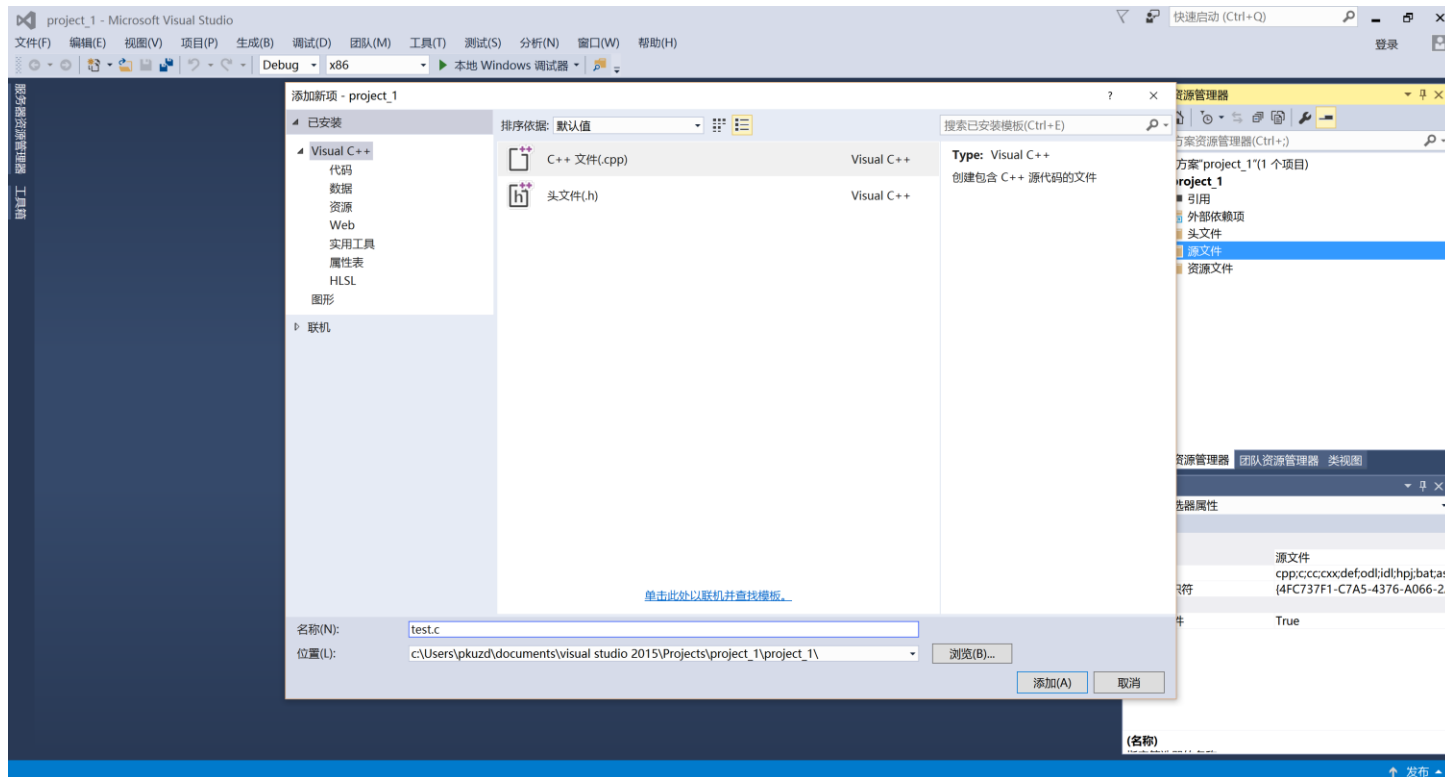 project_1 - Microsoft Visual Studio
快速启动 (Ctrl+Q)
文件(F) 编辑(E) 视图(V) 项目(P) 生成(B) 调试(D) 团队(M) 工具(T) 测试(S) 分析(N) 窗口(W) 帮助(H)
登录
Debug x86 本地 Windows 调试器
服务器资源管理器
工具箱
添加新项 - project_1
?
已安装
排序依据: 默认值
搜索已安装模板(Ctrl+E)
Visual C++
代码
数据
资源
Web
实用工具
属性表
HLSL
图形
联机
C++ 文件(.cpp) Visual C++
头文件(.h) Visual C++
Type: Visual C++
创建包含 C++ 源代码的文件
单击此处以联机并查找模板。
名称(N): test.c
位置(L): c:\Users\pkuzd\documents\visual studio 2015\Projects\project_1\project_1\
浏览(B)...
添加(A) 取消
资源管理器
方案资源管理器(Ctrl+;)
方案"project_1"(1 个项目)
roject_1
引用
外部依赖项
头文件
源文件
资源文件
资源管理器 团队资源管理器 类视图
选器属性
源文件
cpp;c;cc;cxx;def;odl;idl;hpj;bat;as
识符 {4FC737F1-C7A5-4376-A066-2
件 True
(名称)
发布